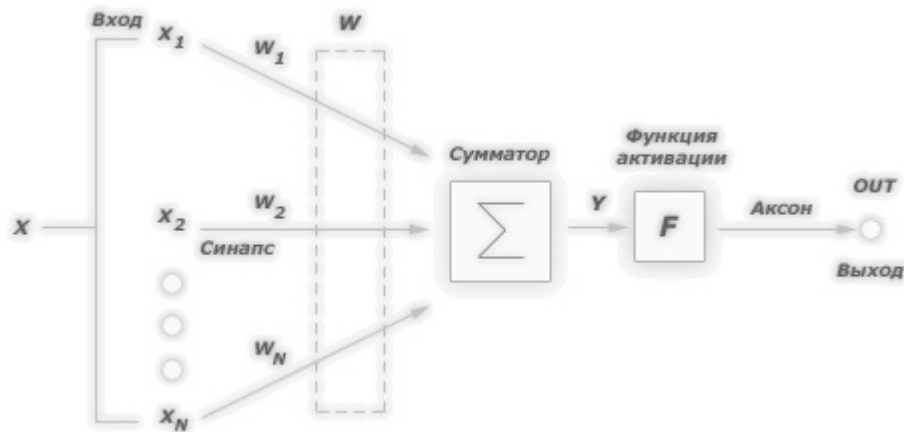 Вход
X1
W1
W
Сумматор
Функция
активации
X
X2
W2
Синапс
Σ
Y
F
Аксон
OUT
Выход
WN
XN